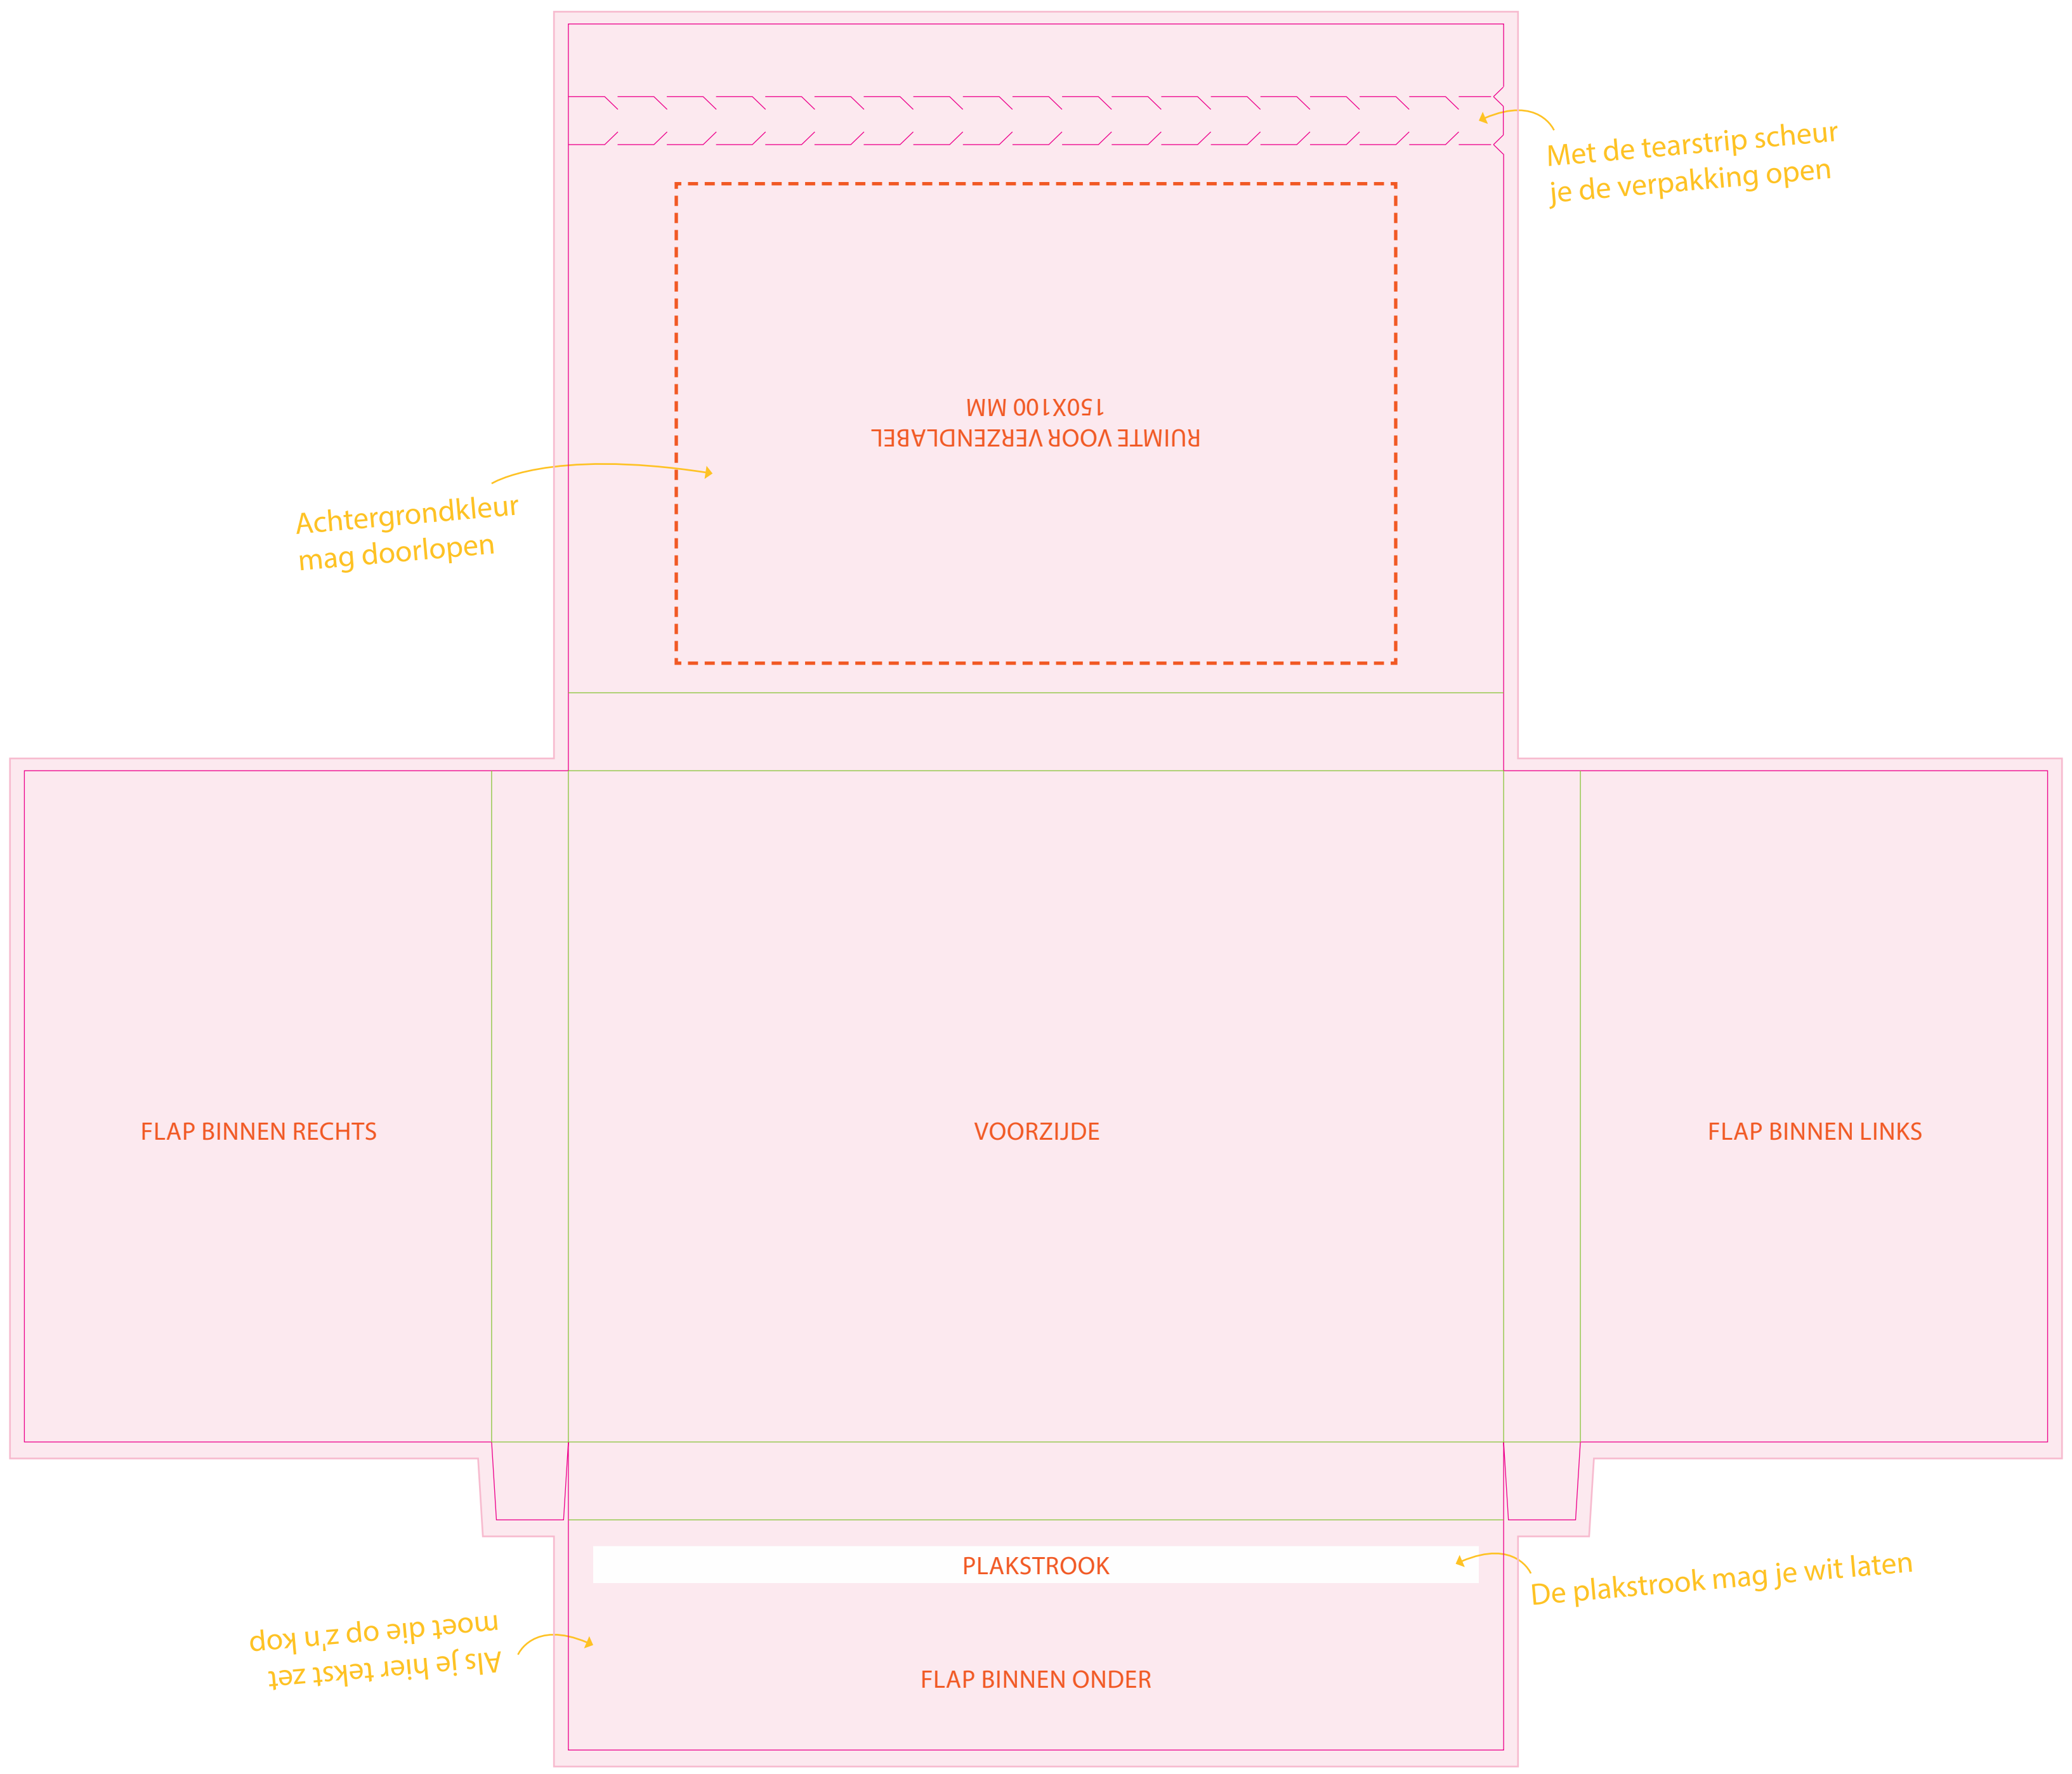 Met de tearstrip scheur
je de verpakking open
RUIMTE VOOR VERZENDLABEL
150X100 MM
Achtergrondkleur
mag doorlopen
FLAP BINNEN RECHTS
VOORZIJDE
FLAP BINNEN LINKS
PLAKSTROOK
De plakstrook mag je wit laten
Als je hier tekst zet
moet die op z'n kop
FLAP BINNEN ONDER